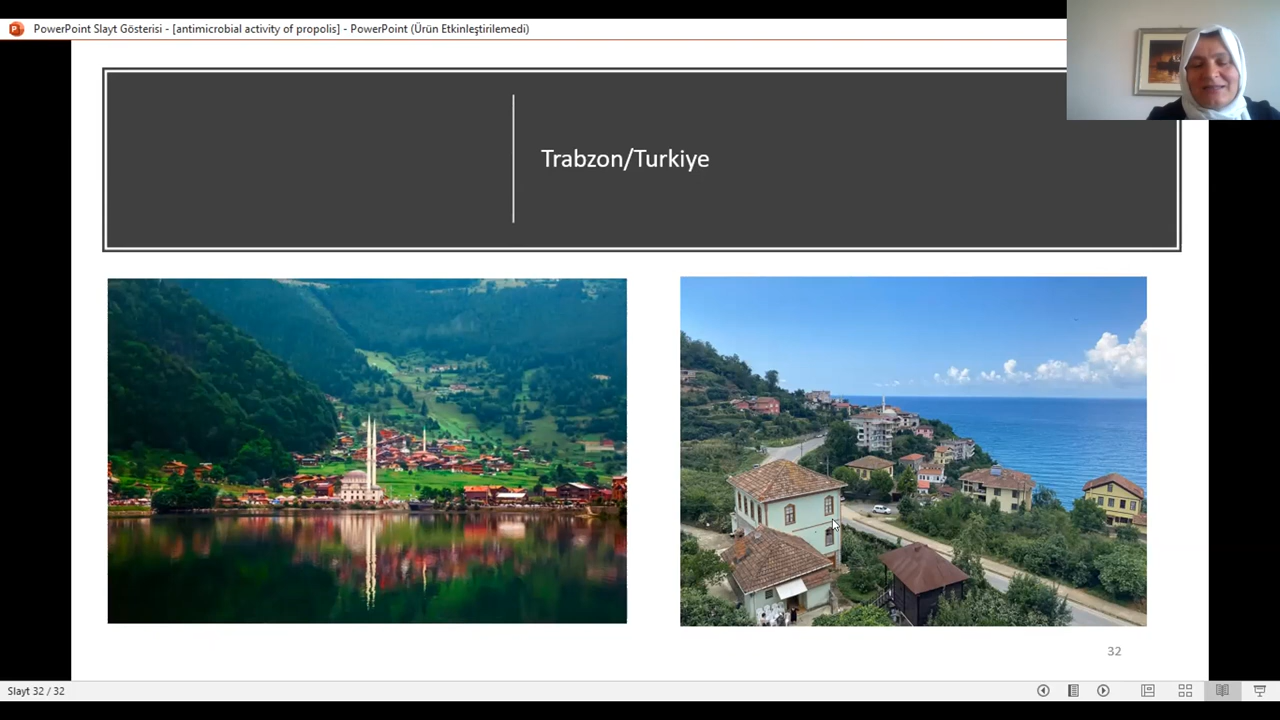 PowerPoint Slayt Gösterisi - [antimicrobial activity of propolis] - PowerPoint (Ürün Etkinleştirilemedi)
Trabzon/Turkiye
32
Slayt 32 / 32